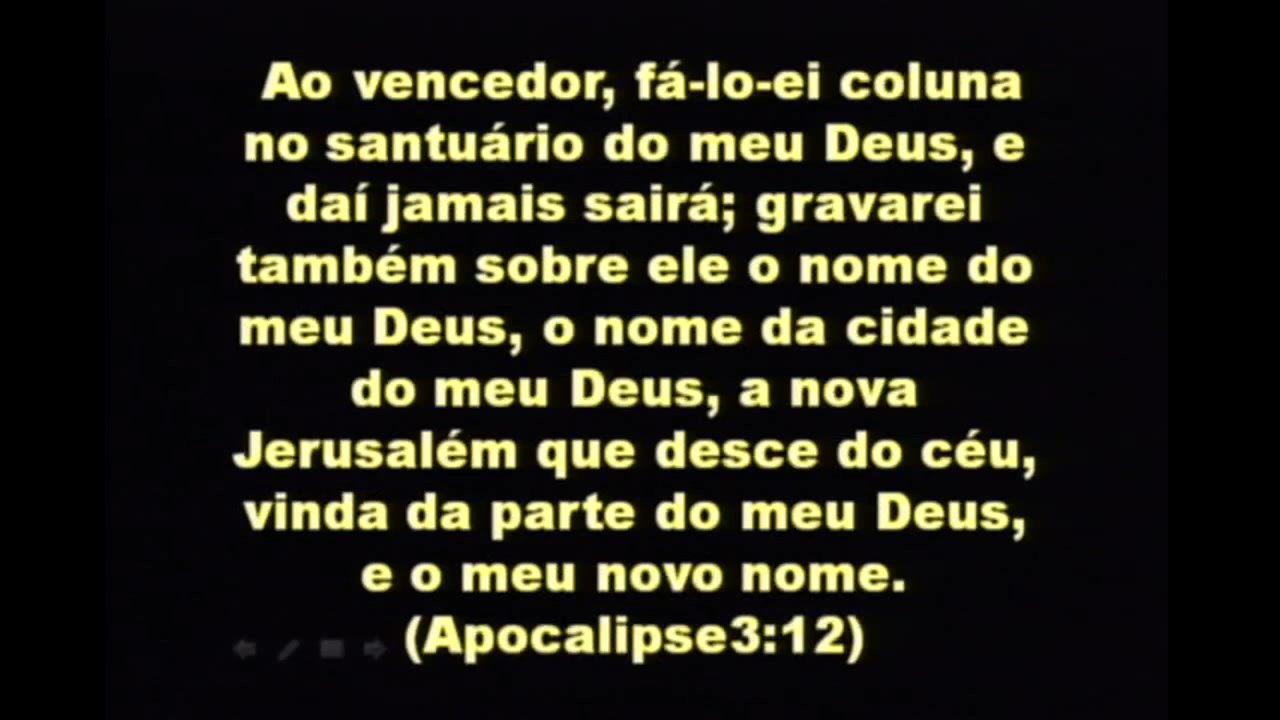 Ao vencedor, fá-lo-ei coluna
no santuário do meu Deus, e
daí jamais sairá; gravarei
também sobre ele o nome do
meu Deus, o nome da cidade
do meu Deus, a nova
Jerusalém que desce do céu,
vinda da parte do meu Deus,
e o meu novo nome.
(Apocalipse3:12)